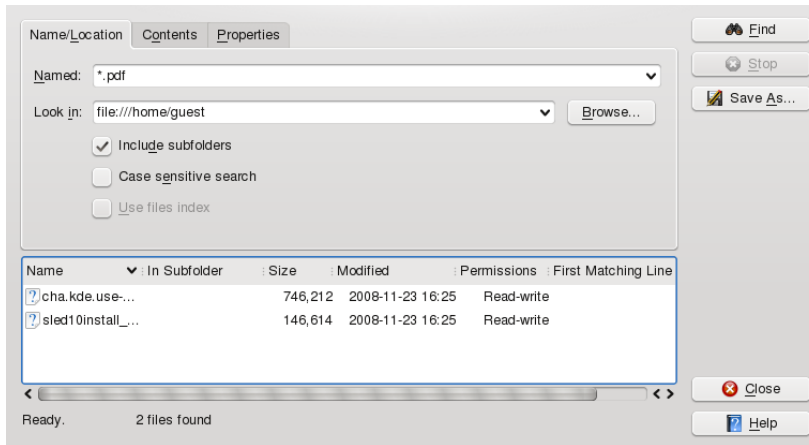 Name/Location Contents Properties
Named: *.pdf
Look in: file:///home/guest Browse...
Include subfolders
Case sensitive search
Use files index
Find
Stop
Save As...
Name In Subfolder Size Modified Permissions First Matching Line
cha.kde.use-... 746,212 2008-11-23 16:25 Read-write
sled10install_... 146,614 2008-11-23 16:25 Read-write
Close
Ready. 2 files found
Help